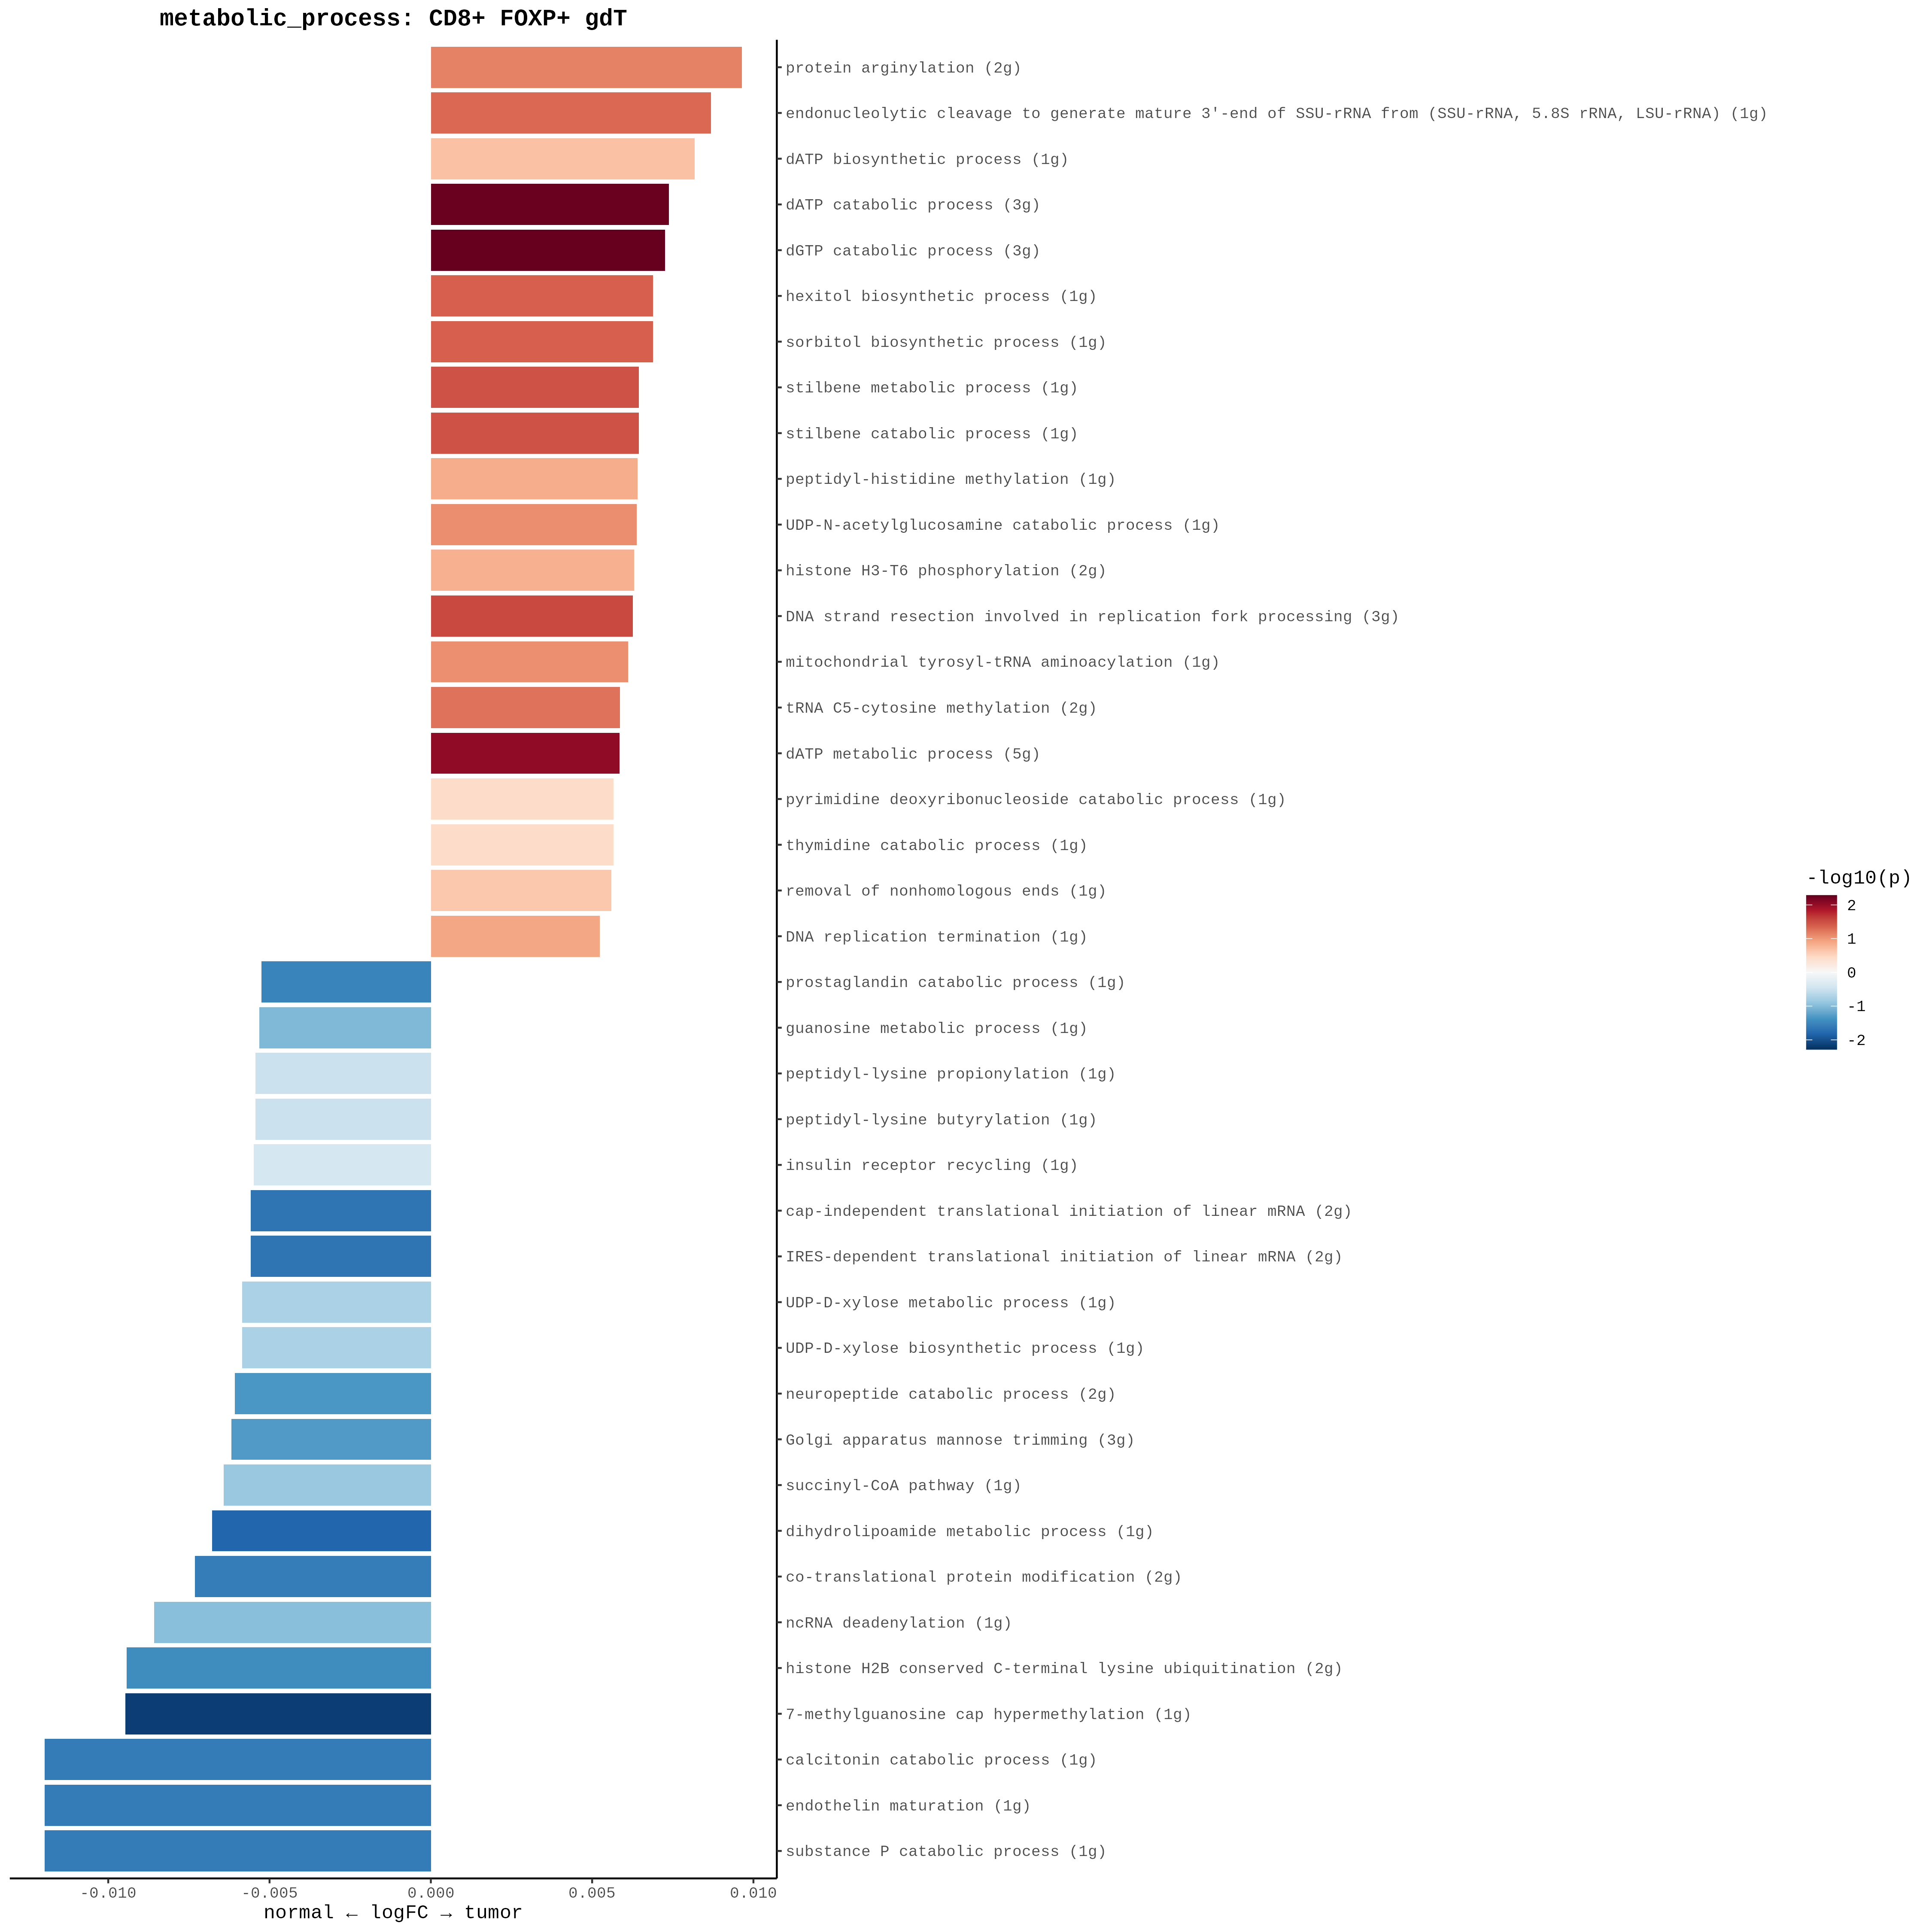 metabolic_process: CD8+ FOXP+ gdT
protein arginylation (2g)
endonucleolytic cleavage to generate mature 3'-end of SSU-rRNA from (SSU-rRNA, 5.8S rRNA, LSU-rRNA) (1g)
dATP biosynthetic process (1g)
dATP catabolic process (3g)
dGTP catabolic process (3g)
hexitol biosynthetic process (1g)
sorbitol biosynthetic process (1g)
stilbene metabolic process (1g)
stilbene catabolic process (1g)
peptidyl-histidine methylation (1g)
UDP-N-acetylglucosamine catabolic process (1g)
histone H3-T6 phosphorylation (2g)
DNA strand resection involved in replication fork processing (3g)
mitochondrial tyrosyl-tRNA aminoacylation (1g)
tRNA C5-cytosine methylation (2g)
dATP metabolic process (5g)
pyrimidine deoxyribonucleoside catabolic process (1g)
thymidine catabolic process (1g)
removal of nonhomologous ends (1g)
DNA replication termination (1g)
prostaglandin catabolic process (1g)
guanosine metabolic process (1g)
peptidyl-lysine propionylation (1g)
peptidyl-lysine butyrylation (1g)
insulin receptor recycling (1g)
cap-independent translational initiation of linear mRNA (2g)
IRES-dependent translational initiation of linear mRNA (2g)
UDP-D-xylose metabolic process (1g)
UDP-D-xylose biosynthetic process (1g)
neuropeptide catabolic process (2g)
Golgi apparatus mannose trimming (3g)
succinyl-CoA pathway (1g)
dihydrolipoamide metabolic process (1g)
co-translational protein modification (2g)
ncRNA deadenylation (1g)
histone H2B conserved C-terminal lysine ubiquitination (2g)
7-methylguanosine cap hypermethylation (1g)
calcitonin catabolic process (1g)
endothelin maturation (1g)
substance P catabolic process (1g)
-0.010 -0.005 0.000 0.005 0.010
normal ← logFC → tumor
-log10(p)
2
1
0
-1
-2